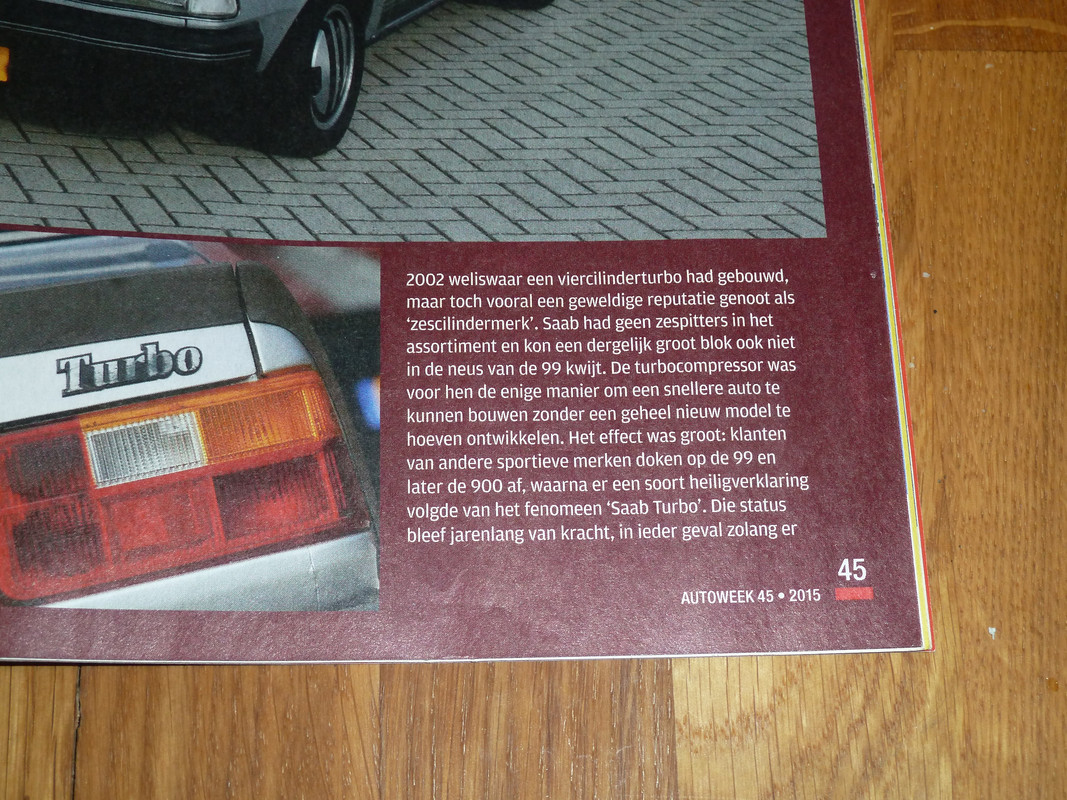 Turbo
2002 weliswaar een viercilinderturbo had gebouwd,
maar toch vooral een geweldige reputatie genoot als
‘zescilindermerk’. Saab had geen zespitters in het
assortiment en kon een dergelijk groot blok ook niet
in de neus van de 99 kwijt. De turbocompressor was
voor hen de enige manier om een snellere auto te
kunnen bouwen zonder een geheel nieuw model te
hoeven ontwikkelen. Het effect was groot: klanten
van andere sportieve merken doken op de 99 en
later de 900 af, waarna er een soort heiligverklaring
volgde van het fenomeen ‘Saab Turbo’. Die status
bleef jarenlang van kracht, in ieder geval zolang er
45
AUTOWEEK 45 • 2015